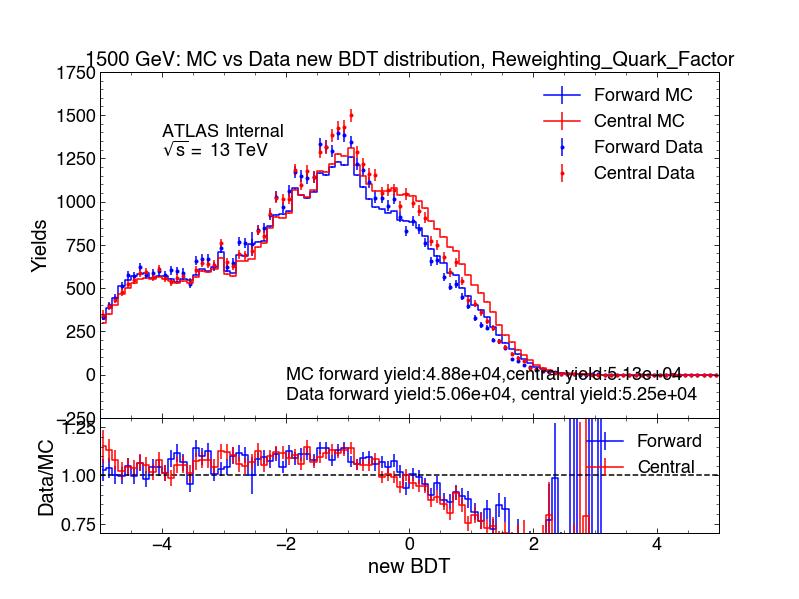 1500 GeV: MC vs Data new BDT distribution, Reweighting_Quark_Factor
1750
1500
1250
1000
750
500
250
0
−250
Yields
ATLAS Internal
√s = 13 TeV
Forward MC
Central MC
Forward Data
Central Data
MC forward yield:4.88e+04,central yield:5.13e+04
Data forward yield:5.06e+04, central yield:5.25e+04
1.25
1.00
0.75
Data/MC
Forward
Central
−4 −2 0 2 4
new BDT